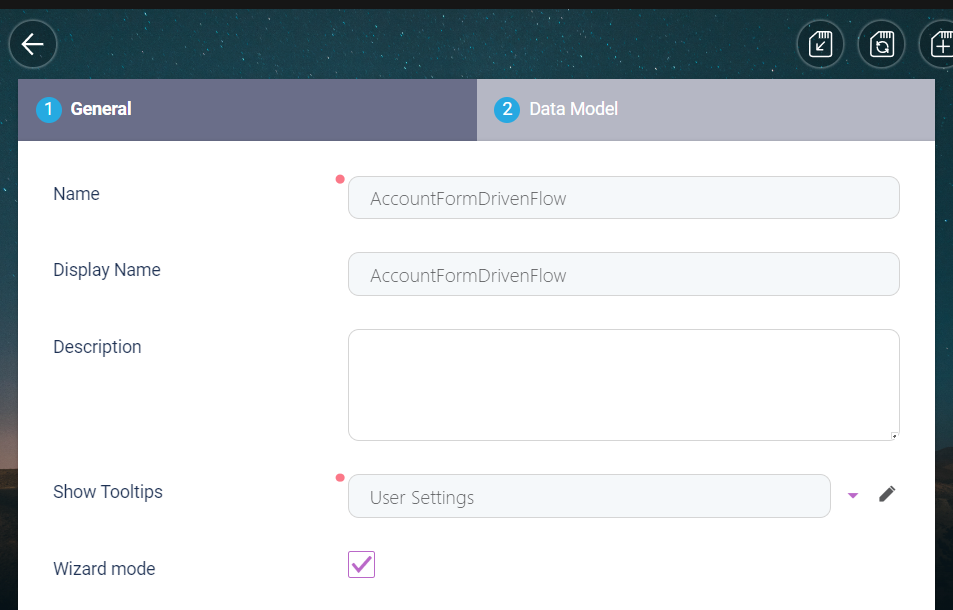 1 General
2 Data Model
Name
AccountFormDrivenFlow
Display Name
AccountFormDrivenFlow
Description
Show Tooltips
User Settings
Wizard mode